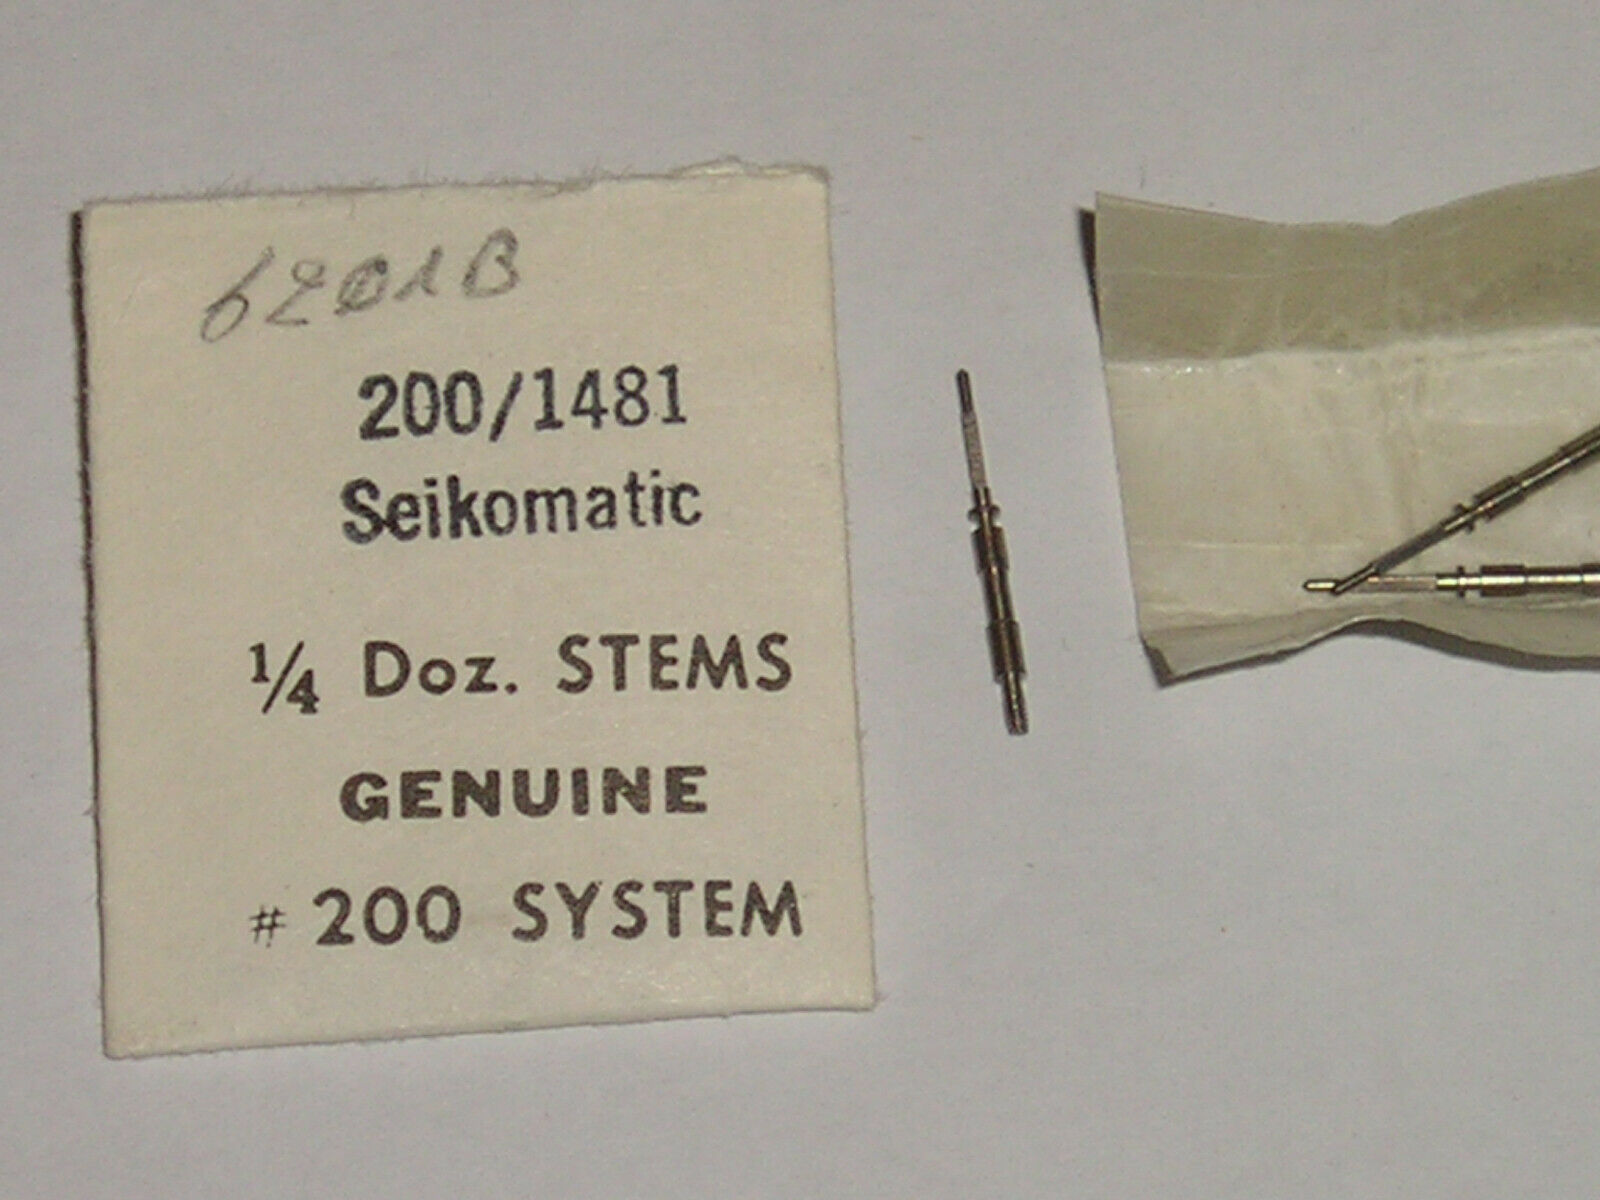 6201B
200/1481
Seikomatic
1/4 Doz. STEMS
GENUINE
# 200 SYSTEM